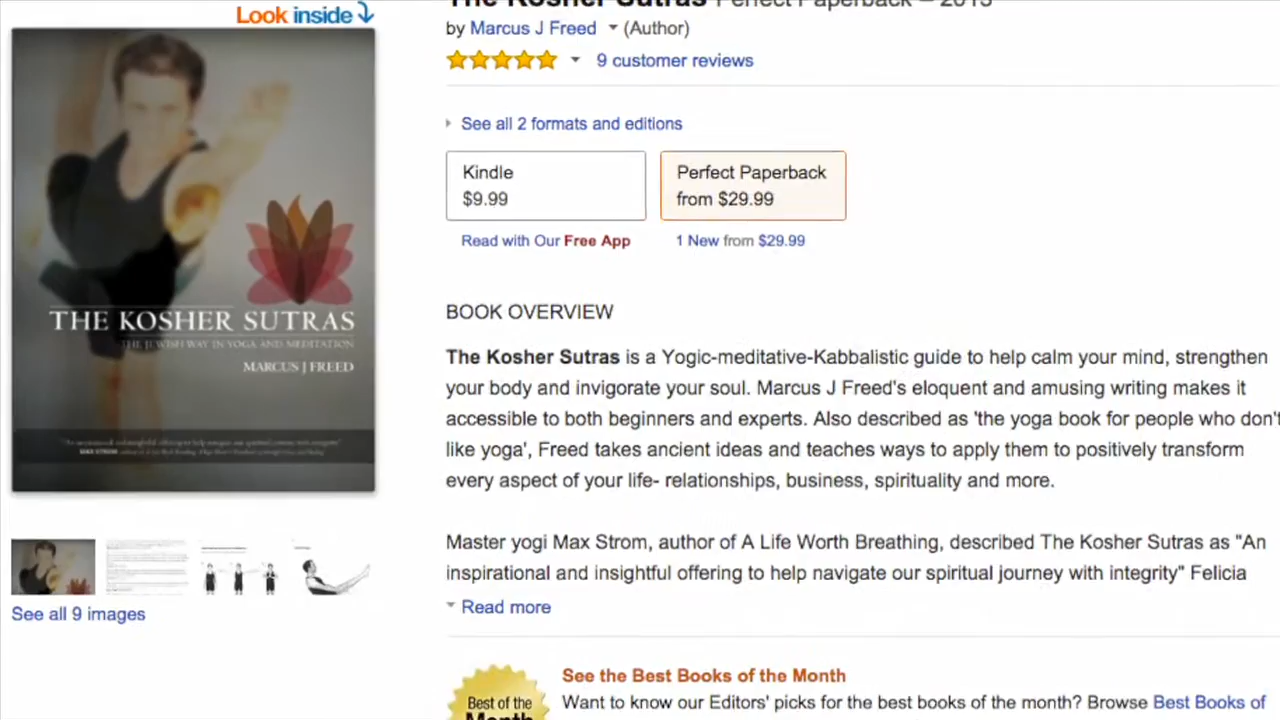 The Kosher Sutras Perfect Paperback – 2013
Look inside
by Marcus J Freed (Author)
9 customer reviews
See all 2 formats and editions
Kindle
$9.99
Perfect Paperback
from $29.99
Read with Our Free App
1 New from $29.99
THE KOSHER SUTRAS
THE JEWISH WAY IN YOGA AND MEDITATION
MARCUS J FREED
MAX STROM
BOOK OVERVIEW
The Kosher Sutras is a Yogic-meditative-Kabbalistic guide to help calm your mind, strengthen
your body and invigorate your soul. Marcus J Freed's eloquent and amusing writing makes it
accessible to both beginners and experts. Also described as 'the yoga book for people who don't
like yoga', Freed takes ancient ideas and teaches ways to apply them to positively transform
every aspect of your life- relationships, business, spirituality and more.
Master yogi Max Strom, author of A Life Worth Breathing, described The Kosher Sutras as "An
inspirational and insightful offering to help navigate our spiritual journey with integrity" Felicia
Read more
See all 9 images
See the Best Books of the Month
Want to know our Editors' picks for the best books of the month? Browse Best Books of
Best of the
Month